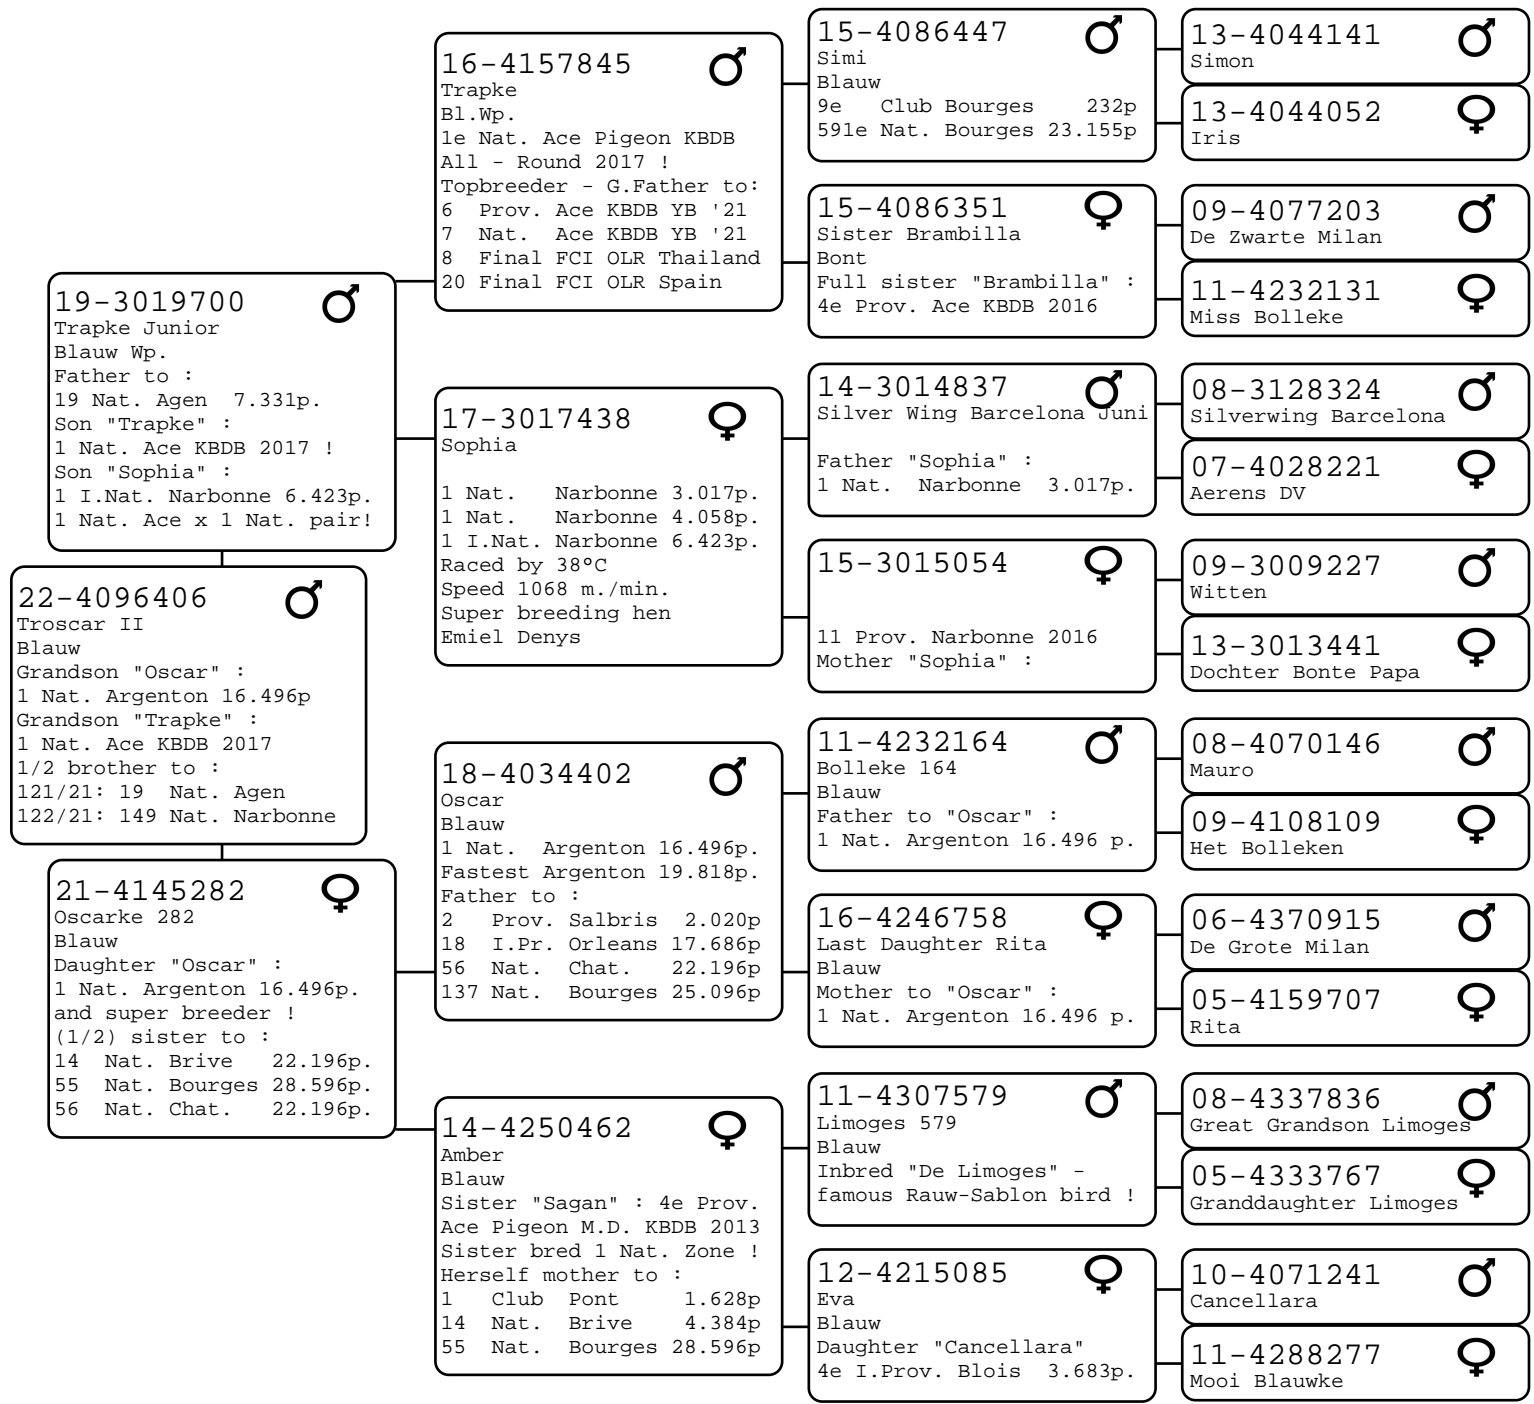 19-3019700
Trapke Junior
Blauw Wp.
Father to :
19 Nat. Agen  7.331p.
Son "Trapke" :
1 Nat. Ace KBDB 2017 !
Son "Sophia" :
1 I.Nat. Narbonne 6.423p.
1 Nat. Ace x 1 Nat. pair!
22-4096406
Troscar II
Blauw
Grandson "Oscar" :
1 Nat. Argenton 16.496p
Grandson "Trapke" :
1 Nat. Ace KBDB 2017
1/2 brother to :
121/21: 19  Nat. Agen
122/21: 149 Nat. Narbonne
21-4145282
Oscarke 282
Blauw
Daughter "Oscar" :
1 Nat. Argenton 16.496p.
and super breeder !
(1/2) sister to :
14  Nat. Brive   22.196p.
55  Nat. Bourges 28.596p.
56  Nat. Chat.   22.196p.
16-4157845
Trapke
Bl.Wp.
1e Nat. Ace Pigeon KBDB
All - Round 2017 !
Topbreeder - G.Father to:
6  Prov. Ace KBDB YB '21
7  Nat.  Ace KBDB YB '21
8  Final FCI OLR Thailand
20 Final FCI OLR Spain
17-3017438
Sophia
1 Nat.   Narbonne 3.017p.
1 Nat.   Narbonne 4.058p.
1 I.Nat. Narbonne 6.423p.
Raced by 38ºC
Speed 1068 m./min.
Super breeding hen
Emiel Denys
18-4034402
Oscar
Blauw
1 Nat.  Argenton 16.496p.
Fastest Argenton 19.818p.
Father to :
2   Prov. Salbris  2.020p
18  I.Pr. Orleans 17.686p
56  Nat.  Chat.   22.196p
137 Nat.  Bourges 25.096p
14-4250462
Amber
Blauw
Sister "Sagan" : 4e Prov.
Ace Pigeon M.D. KBDB 2013
Sister bred 1 Nat. Zone !
Herself mother to :
1   Club  Pont     1.628p
14  Nat.  Brive    4.384p
55  Nat.  Bourges 28.596p
15-4086447
Simi
Blauw
9e   Club Bourges    232p
591e Nat. Bourges 23.155p
15-4086351
Sister Brambilla
Bont
Full sister "Brambilla" :
4e Prov. Ace KBDB 2016
14-3014837
Silver Wing Barcelona Juni
Father "Sophia" :
1 Nat.  Narbonne  3.017p.
15-3015054
11 Prov. Narbonne 2016
Mother "Sophia" :
11-4232164
Bolleke 164
Blauw
Father to "Oscar" :
1 Nat. Argenton 16.496 p.
16-4246758
Last Daughter Rita
Blauw
Mother to "Oscar" :
1 Nat. Argenton 16.496 p.
11-4307579
Limoges 579
Blauw
Inbred "De Limoges" -
famous Rauw-Sablon bird !
12-4215085
Eva
Blauw
Daughter "Cancellara"
4e I.Prov. Blois  3.683p.
13-4044141
Simon
13-4044052
Iris
09-4077203
De Zwarte Milan
11-4232131
Miss Bolleke
08-3128324
Silverwing Barcelona
07-4028221
Aerens DV
09-3009227
Witten
13-3013441
Dochter Bonte Papa
08-4070146
Mauro
09-4108109
Het Bolleken
06-4370915
De Grote Milan
05-4159707
Rita
08-4337836
Great Grandson Limoges
05-4333767
Granddaughter Limoges
10-4071241
Cancellara
11-4288277
Mooi Blauwke